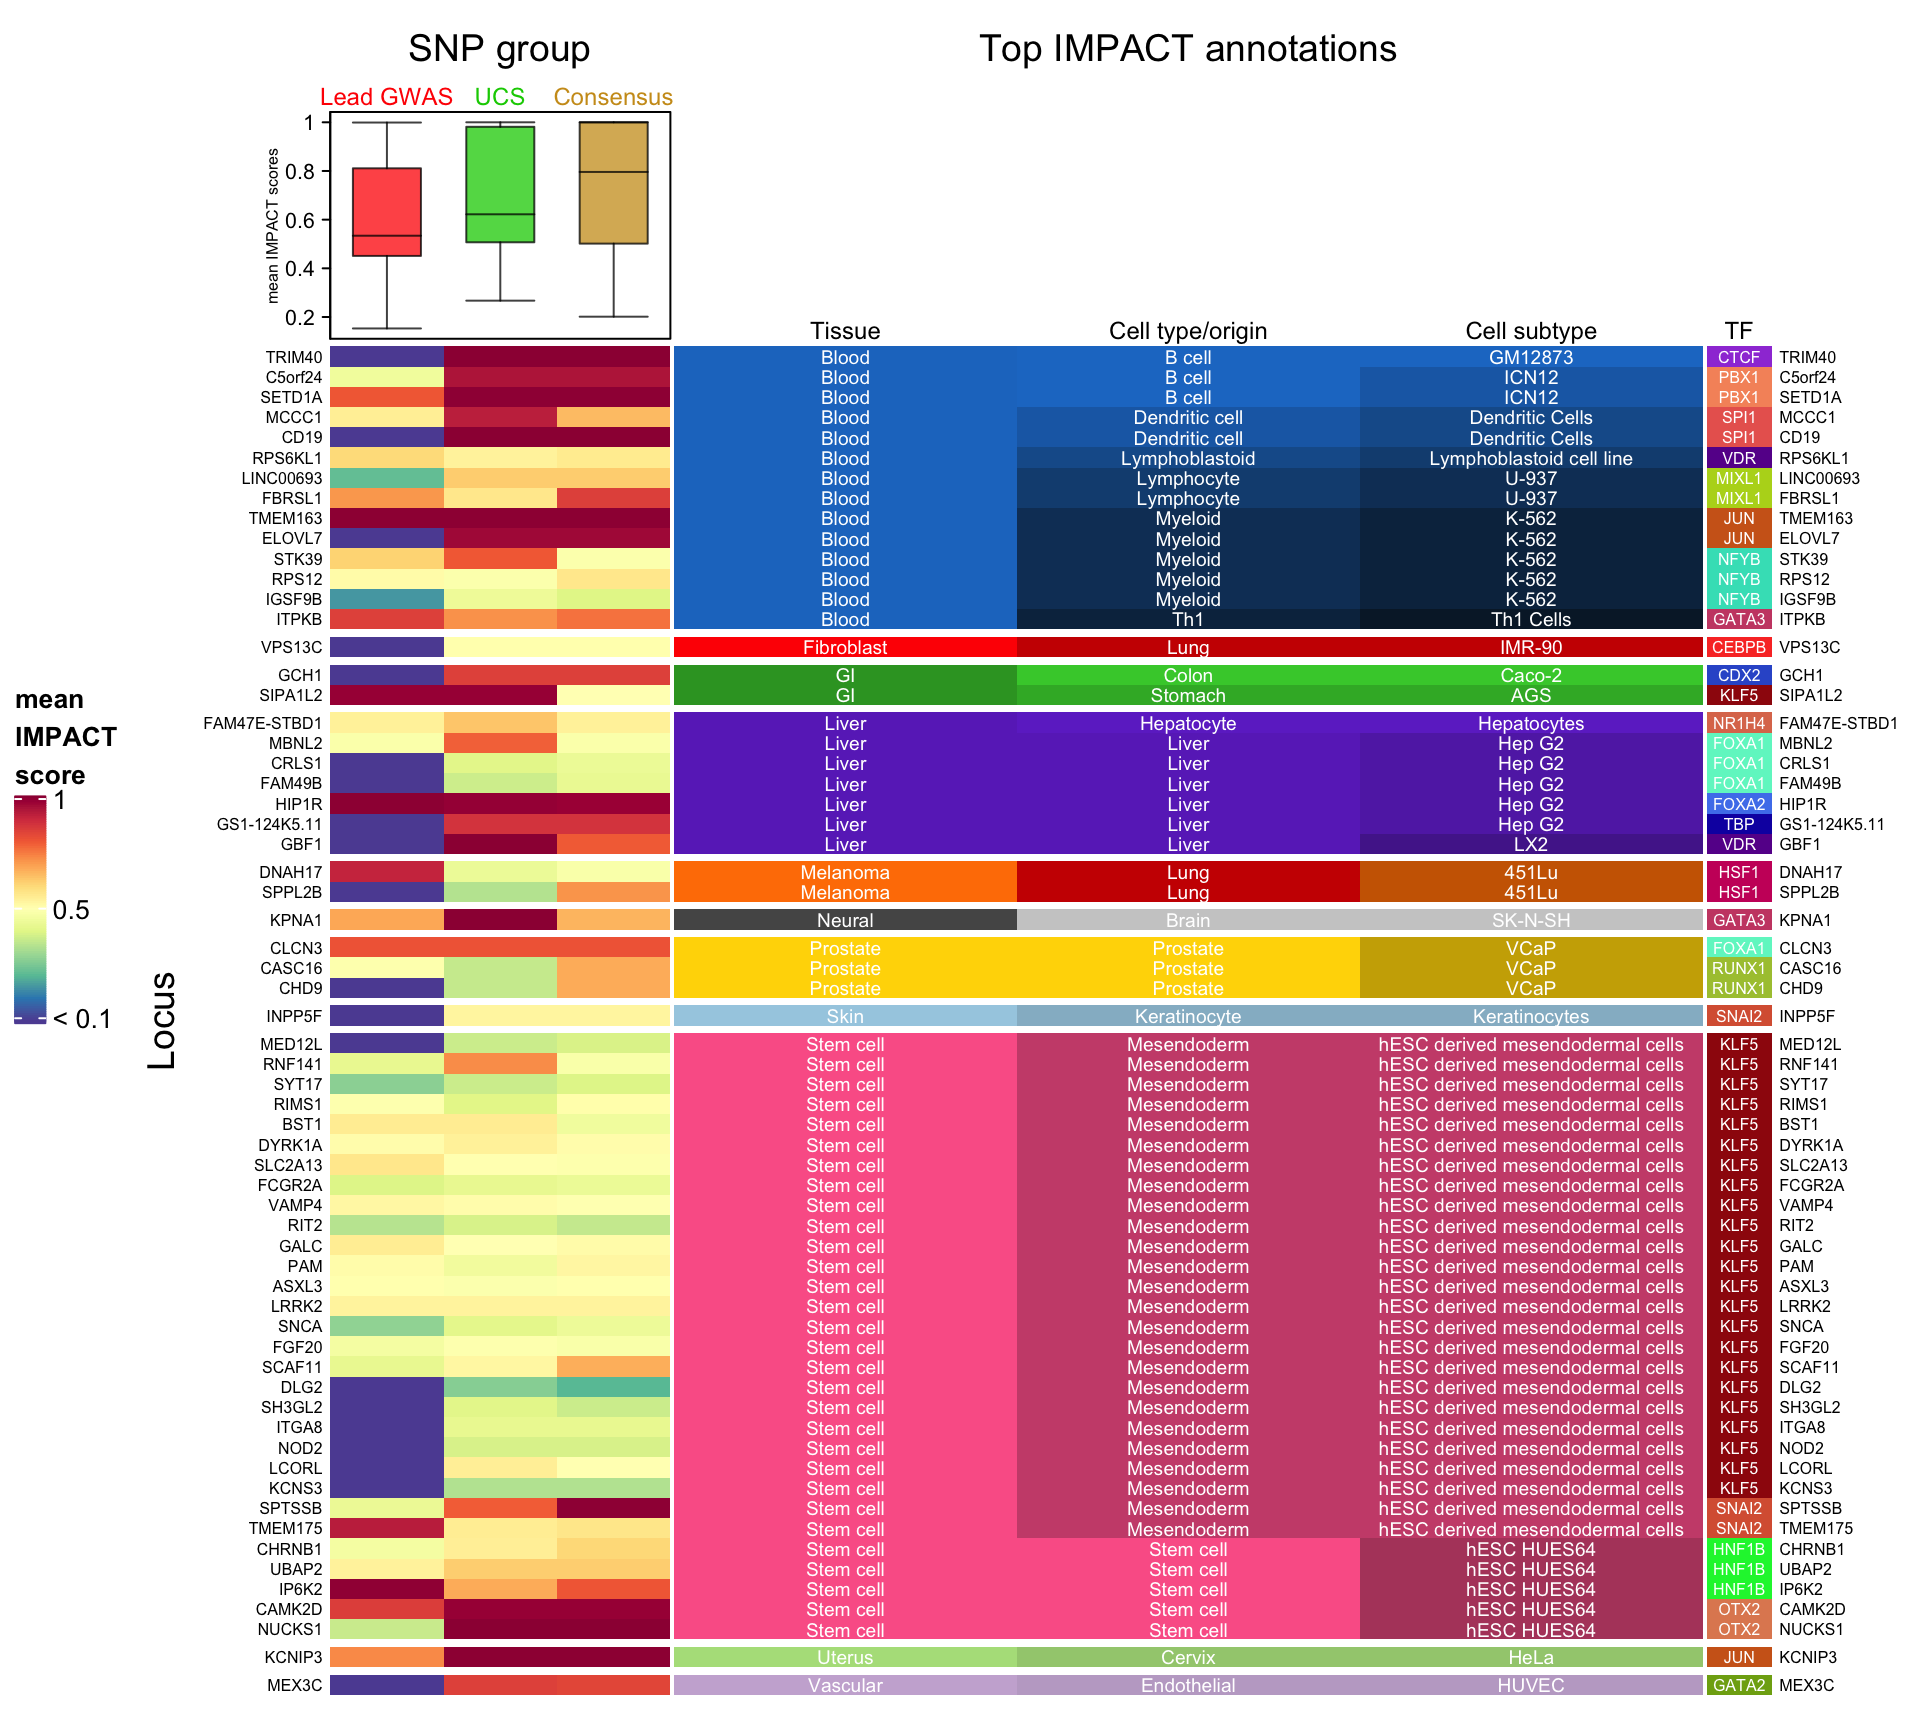 SNP group
Top IMPACT annotations
Lead GWAS UCS Consensus
mean IMPACT scores
1
0.8
0.6
0.4
0.2
Tissue Cell type/origin Cell subtype TF
TRIM40 Blood B cell GM12873 CTCF TRIM40
C5orf24 Blood B cell ICN12 PBX1 C5orf24
SETD1A Blood B cell ICN12 PBX1 SETD1A
MCCC1 Blood Dendritic cell Dendritic Cells SPI1 MCCC1
CD19 Blood Dendritic cell Dendritic Cells SPI1 CD19
RPS6KL1 Blood Lymphoblastoid Lymphoblastoid cell line VDR RPS6KL1
LINC00693 Blood Lymphocyte U-937 MIXL1 LINC00693
FBRSL1 Blood Lymphocyte U-937 MIXL1 FBRSL1
TMEM163 Blood Myeloid K-562 JUN TMEM163
ELOVL7 Blood Myeloid K-562 JUN ELOVL7
STK39 Blood Myeloid K-562 NFYB STK39
RPS12 Blood Myeloid K-562 NFYB RPS12
IGSF9B Blood Myeloid K-562 NFYB IGSF9B
ITPKB Blood Th1 Th1 Cells GATA3 ITPKB
VPS13C Fibroblast Lung IMR-90 CEBPB VPS13C
GCH1 GI Colon Caco-2 CDX2 GCH1
SIPA1L2 GI Stomach AGS KLF5 SIPA1L2
FAM47E-STBD1 Liver Hepatocyte Hepatocytes NR1H4 FAM47E-STBD1
MBNL2 Liver Liver Hep G2 FOXA1 MBNL2
CRLS1 Liver Liver Hep G2 FOXA1 CRLS1
FAM49B Liver Liver Hep G2 FOXA1 FAM49B
HIP1R Liver Liver Hep G2 FOXA2 HIP1R
GS1-124K5.11 Liver Liver Hep G2 TBP GS1-124K5.11
GBF1 Liver Liver LX2 VDR GBF1
DNAH17 Melanoma Lung 451Lu HSF1 DNAH17
SPPL2B Melanoma Lung 451Lu HSF1 SPPL2B
KPNA1 Neural Brain SK-N-SH GATA3 KPNA1
CLCN3 Prostate Prostate VCaP FOXA1 CLCN3
CASC16 Prostate Prostate VCaP RUNX1 CASC16
CHD9 Prostate Prostate VCaP RUNX1 CHD9
INPP5F Skin Keratinocyte Keratinocytes SNAI2 INPP5F
MED12L Stem cell Mesendoderm hESC derived mesendodermal cells KLF5 MED12L
RNF141 Stem cell Mesendoderm hESC derived mesendodermal cells KLF5 RNF141
SYT17 Stem cell Mesendoderm hESC derived mesendodermal cells KLF5 SYT17
RIMS1 Stem cell Mesendoderm hESC derived mesendodermal cells KLF5 RIMS1
BST1 Stem cell Mesendoderm hESC derived mesendodermal cells KLF5 BST1
DYRK1A Stem cell Mesendoderm hESC derived mesendodermal cells KLF5 DYRK1A
SLC2A13 Stem cell Mesendoderm hESC derived mesendodermal cells KLF5 SLC2A13
FCGR2A Stem cell Mesendoderm hESC derived mesendodermal cells KLF5 FCGR2A
VAMP4 Stem cell Mesendoderm hESC derived mesendodermal cells KLF5 VAMP4
RIT2 Stem cell Mesendoderm hESC derived mesendodermal cells KLF5 RIT2
GALC Stem cell Mesendoderm hESC derived mesendodermal cells KLF5 GALC
PAM Stem cell Mesendoderm hESC derived mesendodermal cells KLF5 PAM
ASXL3 Stem cell Mesendoderm hESC derived mesendodermal cells KLF5 ASXL3
LRRK2 Stem cell Mesendoderm hESC derived mesendodermal cells KLF5 LRRK2
SNCA Stem cell Mesendoderm hESC derived mesendodermal cells KLF5 SNCA
FGF20 Stem cell Mesendoderm hESC derived mesendodermal cells KLF5 FGF20
SCAF11 Stem cell Mesendoderm hESC derived mesendodermal cells KLF5 SCAF11
DLG2 Stem cell Mesendoderm hESC derived mesendodermal cells KLF5 DLG2
SH3GL2 Stem cell Mesendoderm hESC derived mesendodermal cells KLF5 SH3GL2
ITGA8 Stem cell Mesendoderm hESC derived mesendodermal cells KLF5 ITGA8
NOD2 Stem cell Mesendoderm hESC derived mesendodermal cells KLF5 NOD2
LCORL Stem cell Mesendoderm hESC derived mesendodermal cells KLF5 LCORL
KCNS3 Stem cell Mesendoderm hESC derived mesendodermal cells KLF5 KCNS3
SPTSSB Stem cell Mesendoderm hESC derived mesendodermal cells SNAI2 SPTSSB
TMEM175 Stem cell Mesendoderm hESC derived mesendodermal cells SNAI2 TMEM175
CHRNB1 Stem cell Stem cell hESC HUES64 HNF1B CHRNB1
UBAP2 Stem cell Stem cell hESC HUES64 HNF1B UBAP2
IP6K2 Stem cell Stem cell hESC HUES64 HNF1B IP6K2
CAMK2D Stem cell Stem cell hESC HUES64 OTX2 CAMK2D
NUCKS1 Stem cell Stem cell hESC HUES64 OTX2 NUCKS1
KCNIP3 Uterus Cervix HeLa JUN KCNIP3
MEX3C Vascular Endothelial HUVEC GATA2 MEX3C
mean
IMPACT
score
1
0.5
< 0.1
Locus